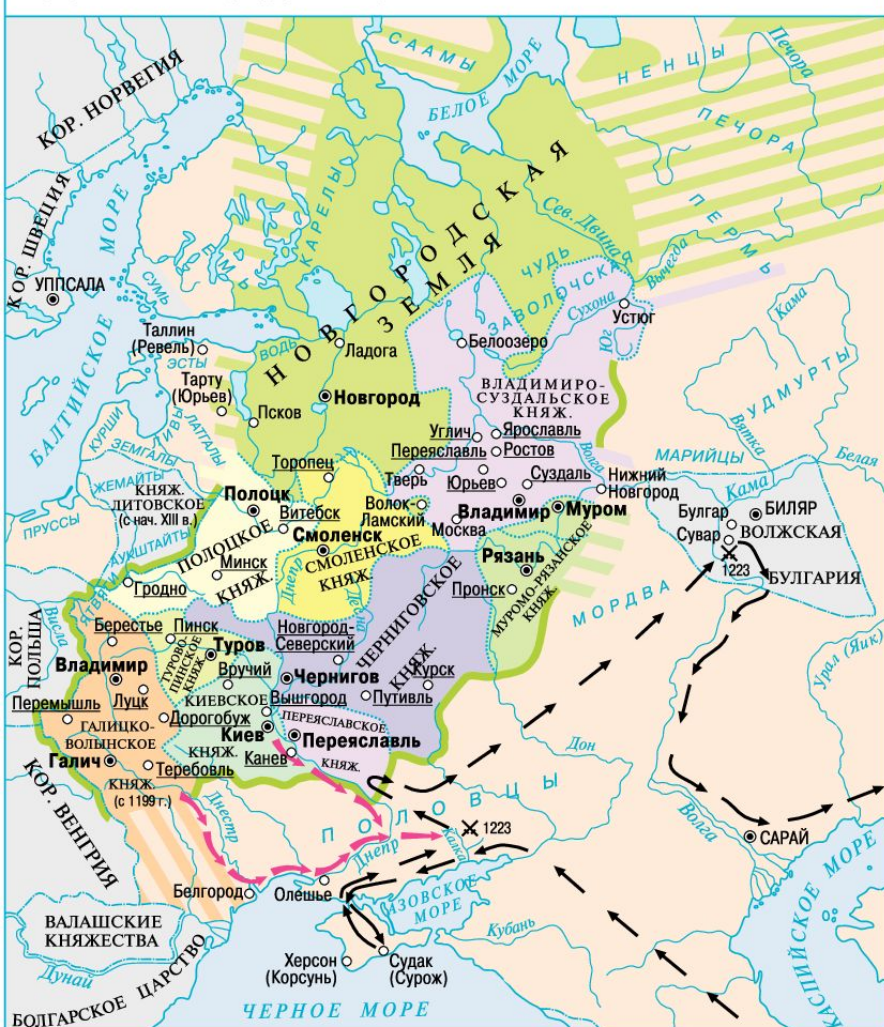 СААМЫ
НЕНЦЫ
Печора
БЕЛОЕ МОРЕ
КОР. НОРВЕГИЯ
ПЕЧОРА
КАРЕЛЫ
НОВГОРОДСКАЯ
ЗЕМЛЯ
Сев. Двина
ПЕРМЬ
КОР. ШВЕЦИЯ
УППСАЛА
ЕМЬ
СУМЬ
ЧУДЬ
ЗАВОЛОЧСКАЯ
Вычегда
Сухона
Юг
Устюг
Кама
БАЛТИЙСКОЕ МОРЕ
Таллин
(Ревель)
ВОДЬ
Ладога
Белоозеро
ЭСТЫ
Тарту
(Юрьев)
Псков
Новгород
ВЛАДИМИРО-
СУЗДАЛЬСКОЕ
КНЯЖ.
УДМУРТЫ
Вятка
КУРШИ
ЛИВЫ
ЛАТГАЛЫ
ЗЕМГАЛЫ
Углич
Ярославль
Переяславль
Ростов
МАРИЙЦЫ
Белая
Торопец
Тверь
Юрьев
Суздаль
Волга
Нижний
Новгород
Кама
ЖЕМАЙТЫ
КНЯЖ.
ЛИТОВСКОЕ
(с нач. XIII в.)
ПРУССЫ
Полоцк
Витебск
Волок-
Ламский
Москва
Владимир
Муром
Булгар
БИЛЯР
Сувар
ВОЛЖСКАЯ
БУЛГАРИЯ
1223
АУКШТАЙТЫ
ПОЛОЦКОЕ
КНЯЖ.
Смоленск
СМОЛЕНСКОЕ
КНЯЖ.
Рязань
Пронск
МУРОМО-РЯЗАНСКОЕ
КНЯЖ.
МОРДВА
Минск
Днепр
ЯТВЯГИ
Гродно
Десна
ЧЕРНИГОВСКОЕ
КНЯЖ.
Висла
КОР.
ПОЛЬША
Берестье
Пинск
ТУРОВО-
ПИНСКОЕ
КНЯЖ.
Туров
Новгород-
Северский
Урал (Яик)
Владимир
Вручий
Чернигов
Курск
Перемышль
Луцк
КИЕВСКОЕ
Вышгород
Путивль
ГАЛИЦКО-
ВОЛЫНСКОЕ
Дорогобуж
Киев
ПЕРЕЯСЛАВСКОЕ
Переяславль
Галич
КНЯЖ.
Канев
КНЯЖ.
Дон
КНЯЖ.
(с 1199 г.)
Теребовль
КОР. ВЕНГРИЯ
Днестр
ПОЛОВЦЫ
1223
Калка
Днепр
Волга
САРАЙ
Белгород
Олешье
АЗОВСКОЕ
МОРЕ
Кубань
ВАЛАШСКИЕ
КНЯЖЕСТВА
Дунай
БОЛГАРСКОЕ ЦАРСТВО
Херсон
(Корсунь)
Судак
(Сурож)
ЧЕРНОЕ МОРЕ
КАСПИЙСКОЕ МОРЕ